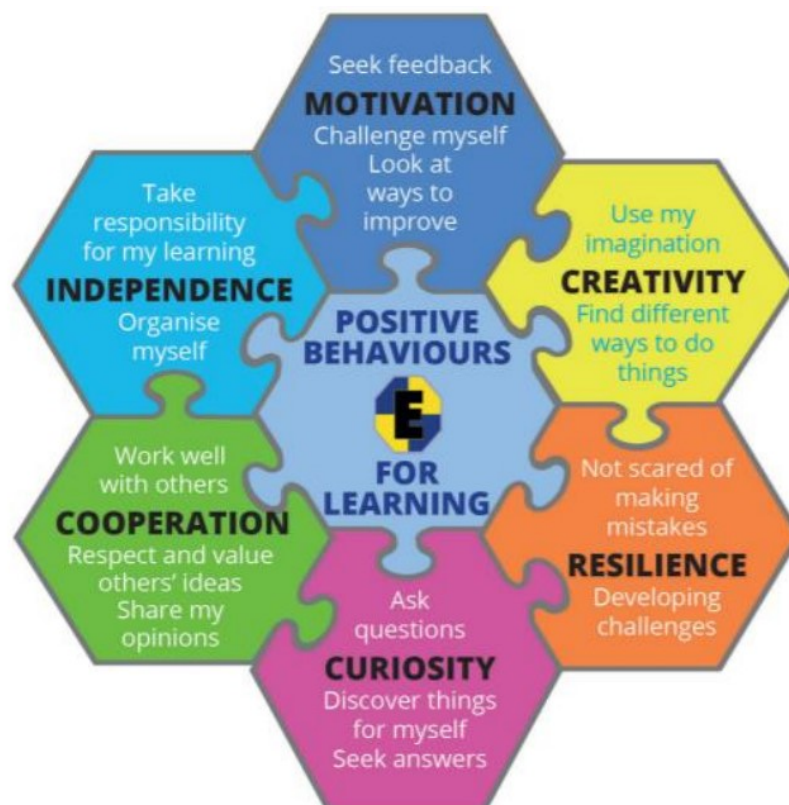 Seek feedback
MOTIVATION
Challenge myself
Look at
ways to
improve
Use my
imagination
CREATIVITY
Find different
ways to do
things
Not scared of
making
mistakes
RESILIENCE
Developing
challenges
Ask
questions
CURIOSITY
Discover things
for myself
Seek answers
Work well
with others
COOPERATION
Respect and value
others’ ideas
Share my
opinions
Take
responsibility
for my learning
INDEPENDENCE
Organise
myself
POSITIVE
BEHAVIOURS
E
FOR
LEARNING